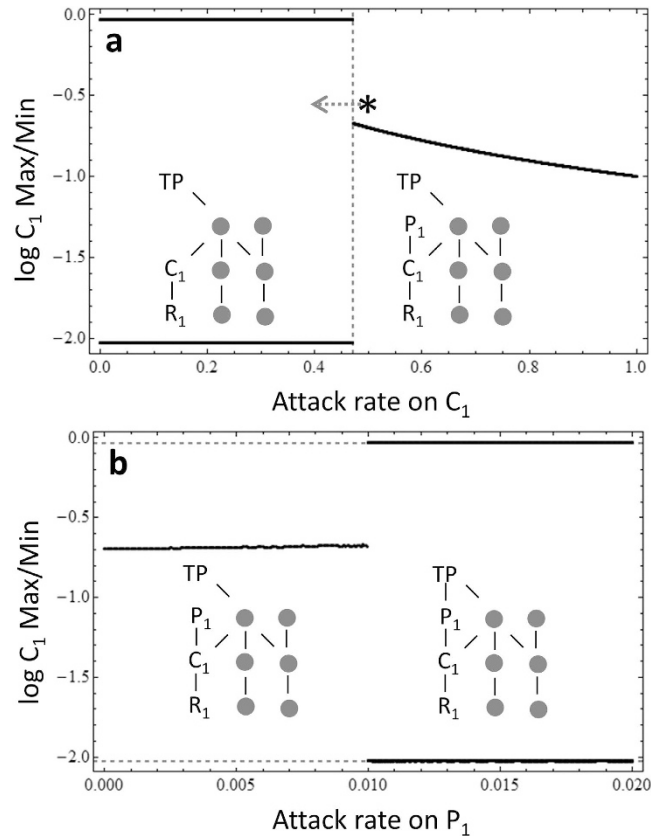 a
log C₁ Max/Min
0.0
−0.5
−1.0
−1.5
−2.0
*
TP
C₁
R₁
TP
P₁
C₁
R₁
0.0 0.2 0.4 0.6 0.8 1.0
Attack rate on C₁
b
log C₁ Max/Min
0.0
−0.5
−1.0
−1.5
−2.0
TP
P₁
C₁
R₁
TP
P₁
C₁
R₁
0.000 0.005 0.010 0.015 0.020
Attack rate on P₁